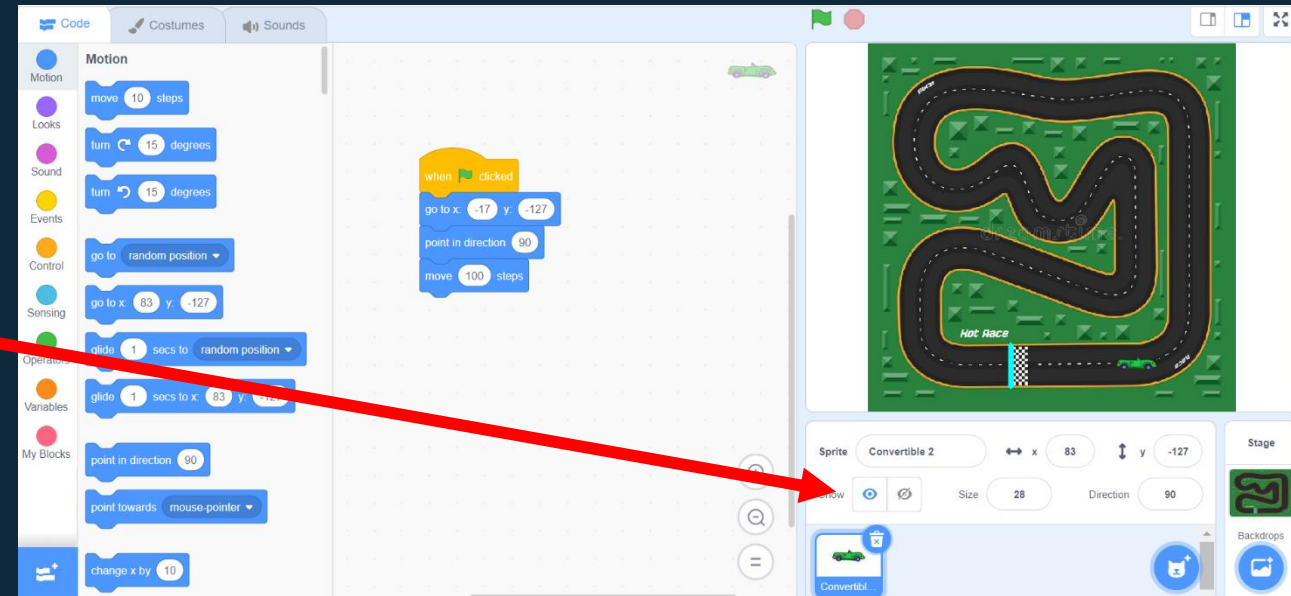 Code Costumes Sounds
Motion
Looks
Sound
Events
Control
Sensing
Operators
Variables
My Blocks
Motion
move 10 steps
turn 15 degrees
turn 15 degrees
go to random position
go to x: 83 y: -127
glide 1 secs to random position
glide 1 secs to x: 83 y:
point in direction 90
point towards mouse-pointer
change x by 10
when clicked
go to x: -17 y: -127
point in direction 90
move 100 steps
Hot Race
Sprite Convertible 2 x 83 y -127
Show Size 28 Direction 90
Convertibl...
Stage
Backdrops